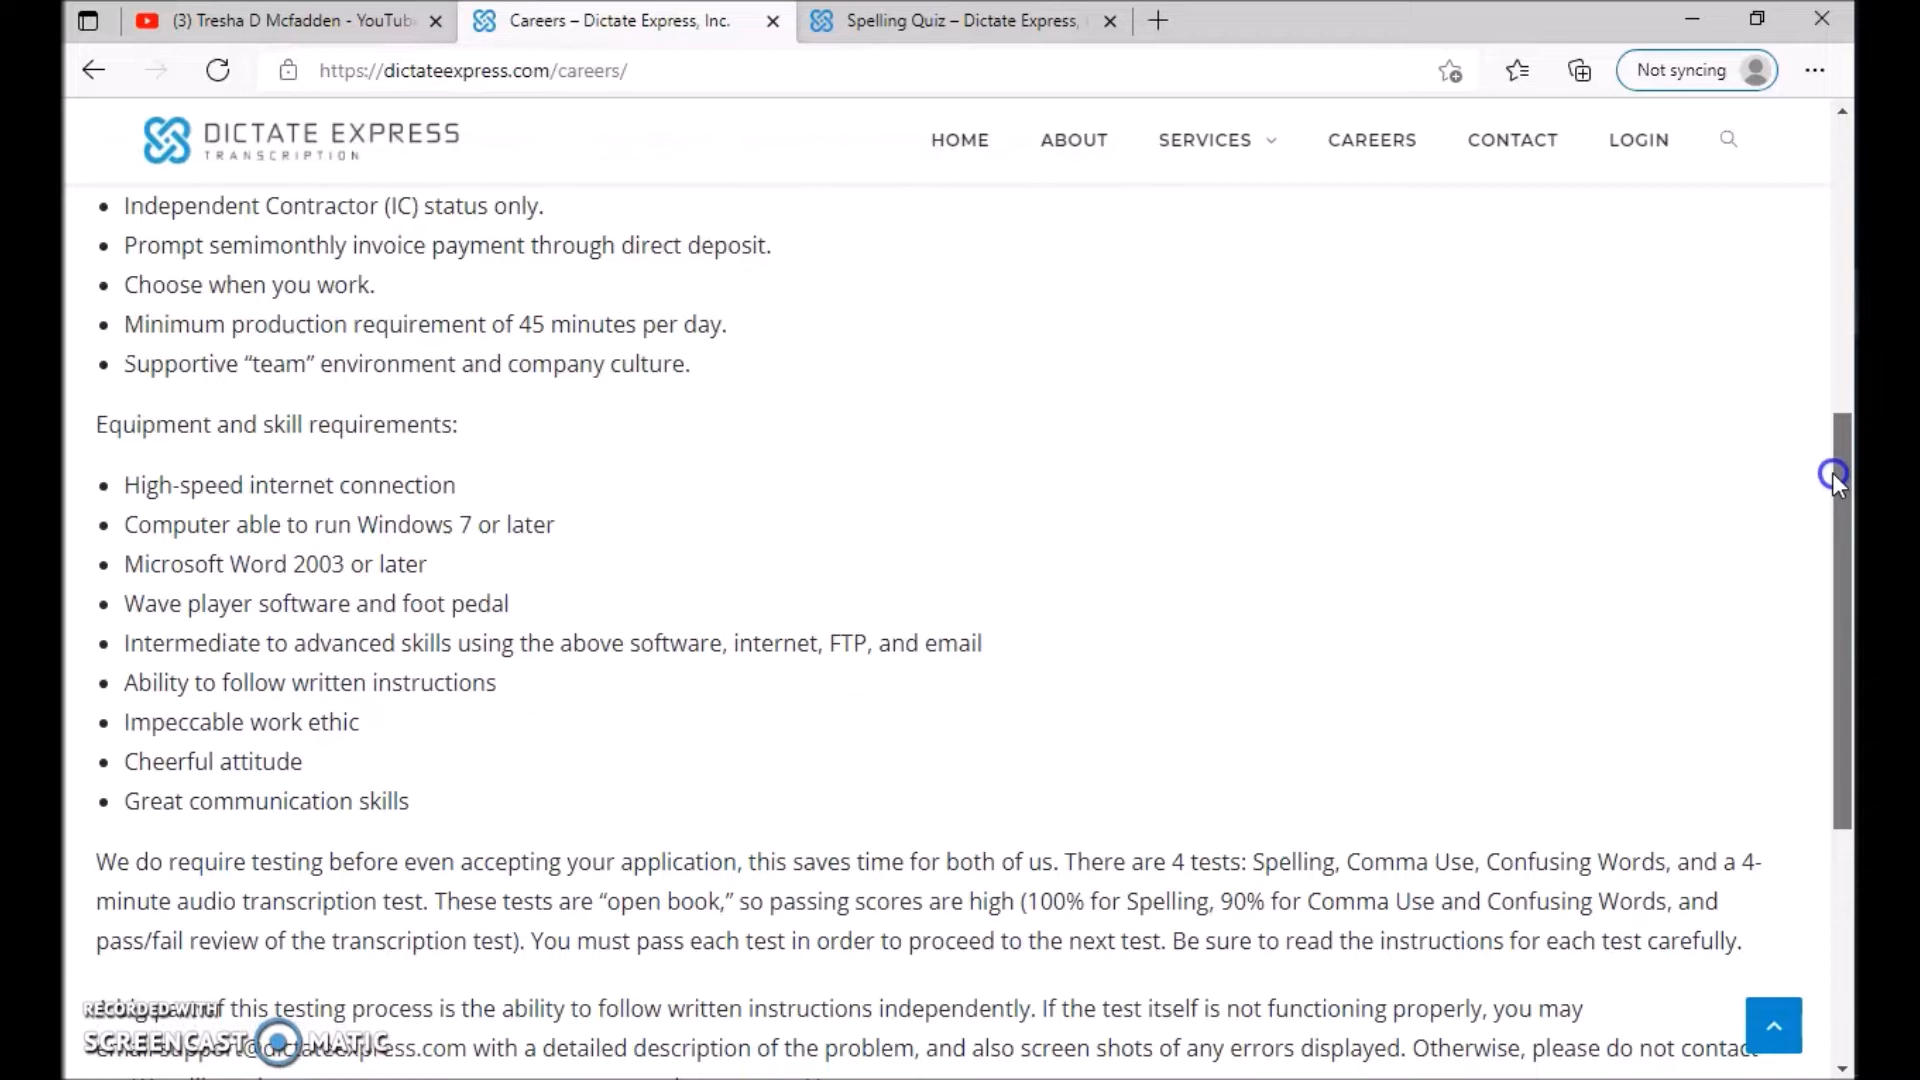 (3) Tresha D Mcfadden - YouTub
Careers – Dictate Express, Inc.
Spelling Quiz – Dictate Express,
https://dictateexpress.com/careers/
Not syncing
DICTATE EXPRESS
TRANSCRIPTION
HOME ABOUT SERVICES CAREERS CONTACT LOGIN
• Independent Contractor (IC) status only.
• Prompt semimonthly invoice payment through direct deposit.
• Choose when you work.
• Minimum production requirement of 45 minutes per day.
• Supportive “team” environment and company culture.
Equipment and skill requirements:
• High-speed internet connection
• Computer able to run Windows 7 or later
• Microsoft Word 2003 or later
• Wave player software and foot pedal
• Intermediate to advanced skills using the above software, internet, FTP, and email
• Ability to follow written instructions
• Impeccable work ethic
• Cheerful attitude
• Great communication skills
We do require testing before even accepting your application, this saves time for both of us. There are 4 tests: Spelling, Comma Use, Confusing Words, and a 4-
minute audio transcription test. These tests are “open book,” so passing scores are high (100% for Spelling, 90% for Comma Use and Confusing Words, and
pass/fail review of the transcription test). You must pass each test in order to proceed to the next test. Be sure to read the instructions for each test carefully.
of this testing process is the ability to follow written instructions independently. If the test itself is not functioning properly, you may
support@dictateexpress.com with a detailed description of the problem, and also screen shots of any errors displayed. Otherwise, please do not contact
RECORDED WITH
SCREENCAST MATIC